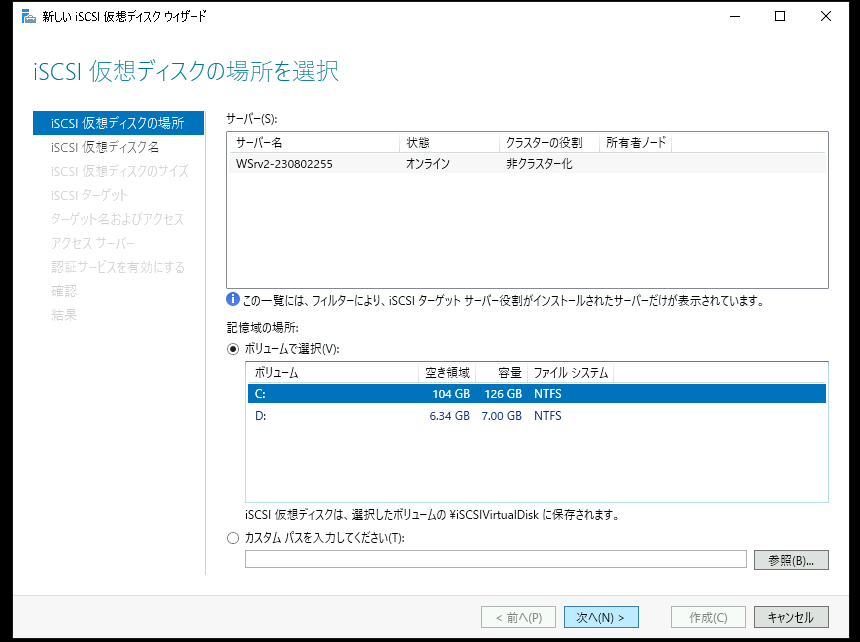 新しい iSCSI 仮想ディスク ウィザード
iSCSI 仮想ディスクの場所を選択
iSCSI 仮想ディスクの場所
iSCSI 仮想ディスク名
iSCSI 仮想ディスクのサイズ
iSCSI ターゲット
ターゲット名およびアクセス
アクセス サーバー
認証サービスを有効にする
確認
結果
サーバー(S):
サーバー名 状態 クラスターの役割 所有者ノード
WSrv2-230802255 オンライン 非クラスター化
この一覧には、フィルターにより、iSCSI ターゲット サーバー役割がインストールされたサーバーだけが表示されています。
記憶域の場所:
ボリュームで選択(V):
ボリューム 空き領域 容量 ファイル システム
C: 104 GB 126 GB NTFS
D: 6.34 GB 7.00 GB NTFS
iSCSI 仮想ディスクは、選択したボリュームの ¥iSCSIVirtualDisk に保存されます。
カスタム パスを入力してください(T):
参照(B)...
< 前へ(P) 次へ(N) > 作成(C) キャンセル